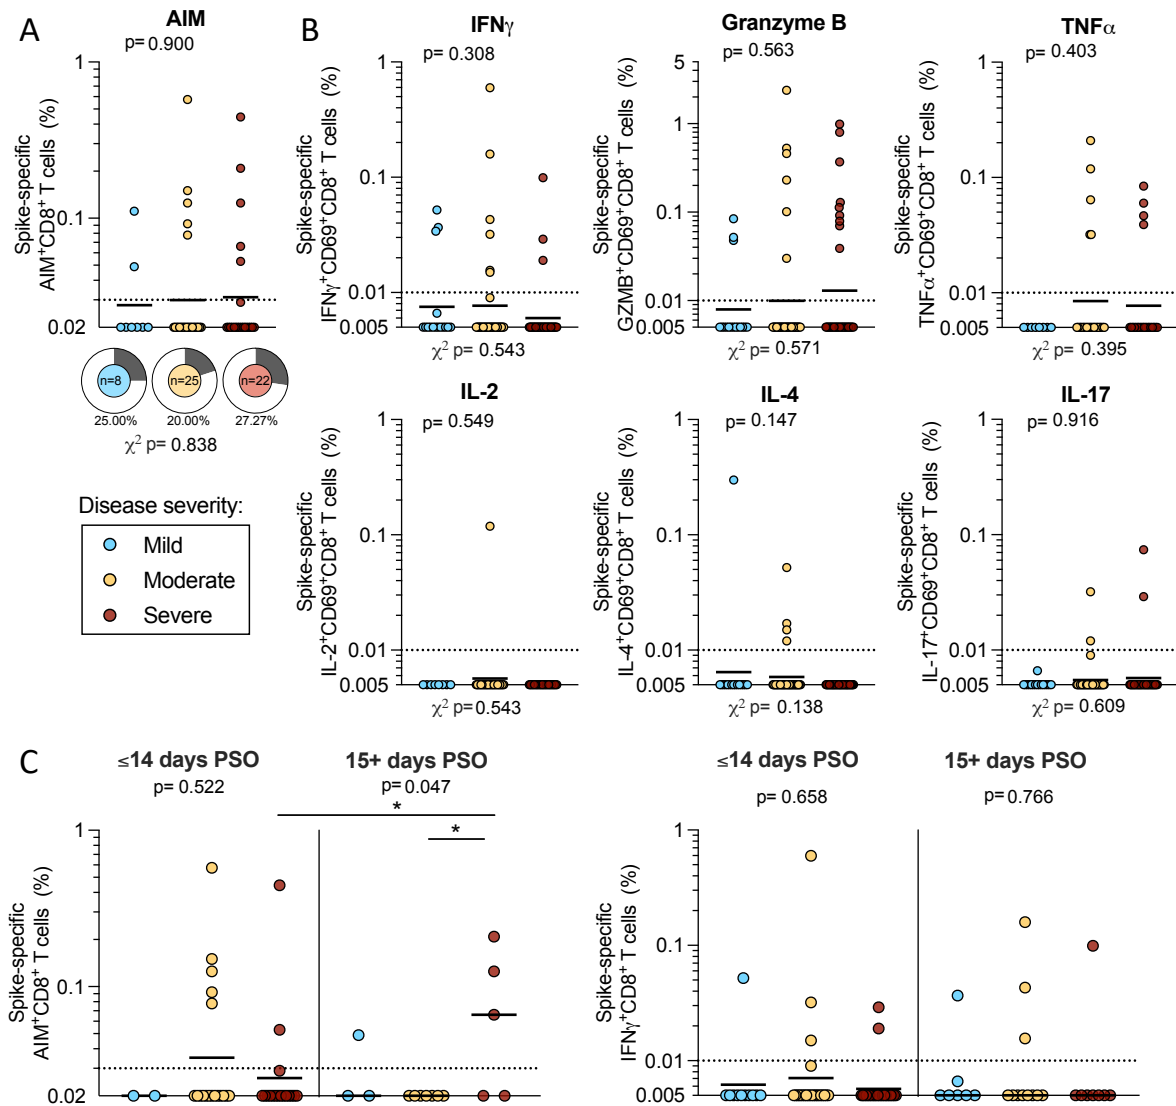 A
AIM
p= 0.900
Spike-specific
AIM+CD8+ T cells (%)
1
0.1
0.02
n=8
n=25
n=22
25.00%
20.00%
27.27%
χ² p= 0.838
Disease severity:
Mild
Moderate
Severe
B
IFNγ
p= 0.308
Spike-specific
IFNγ+CD69+CD8+ T cells (%)
1
0.1
0.01
0.005
χ² p= 0.543
Granzyme B
p= 0.563
Spike-specific
GZMB+CD69+CD8+ T cells (%)
5
1
0.1
0.01
0.005
χ² p= 0.571
TNFα
p= 0.403
Spike-specific
TNFα+CD69+CD8+ T cells (%)
1
0.1
0.01
0.005
χ² p= 0.395
IL-2
p= 0.549
Spike-specific
IL-2+CD69+CD8+ T cells (%)
1
0.1
0.01
0.005
χ² p= 0.543
IL-4
p= 0.147
Spike-specific
IL-4+CD69+CD8+ T cells (%)
1
0.1
0.01
0.005
χ² p= 0.138
IL-17
p= 0.916
Spike-specific
IL-17+CD69+CD8+ T cells (%)
1
0.1
0.01
0.005
χ² p= 0.609
C
≤14 days PSO
p= 0.522
15+ days PSO
p= 0.047
*
*
Spike-specific
AIM+CD8+ T cells (%)
1
0.1
0.02
≤14 days PSO
p= 0.658
15+ days PSO
p= 0.766
Spike-specific
IFNγ+CD8+ T cells (%)
1
0.1
0.01
0.005